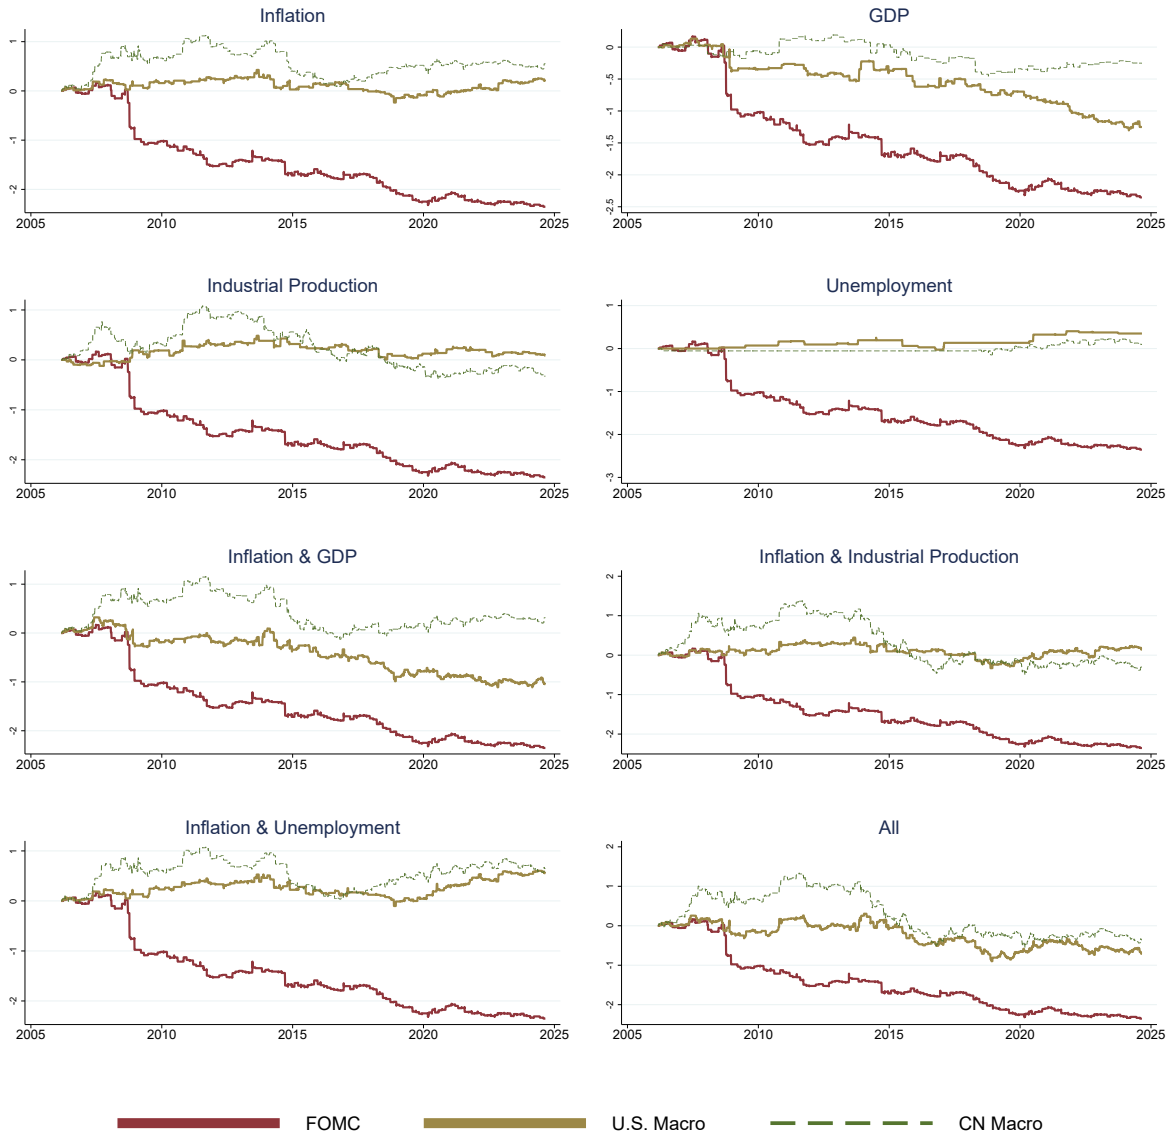 Inflation
1
0
-1
-2
2005 2010 2015 2020 2025
GDP
0
-.5
-1
-1.5
-2
-2.5
2005 2010 2015 2020 2025
Industrial Production
1
0
-1
-2
2005 2010 2015 2020 2025
Unemployment
1
0
-1
-2
-3
2005 2010 2015 2020 2025
Inflation & GDP
1
0
-1
-2
2005 2010 2015 2020 2025
Inflation & Industrial Production
2
1
0
-1
-2
2005 2010 2015 2020 2025
Inflation & Unemployment
1
0
-1
-2
2005 2010 2015 2020 2025
All
2
1
0
-1
-2
2005 2010 2015 2020 2025
FOMC U.S. Macro CN Macro